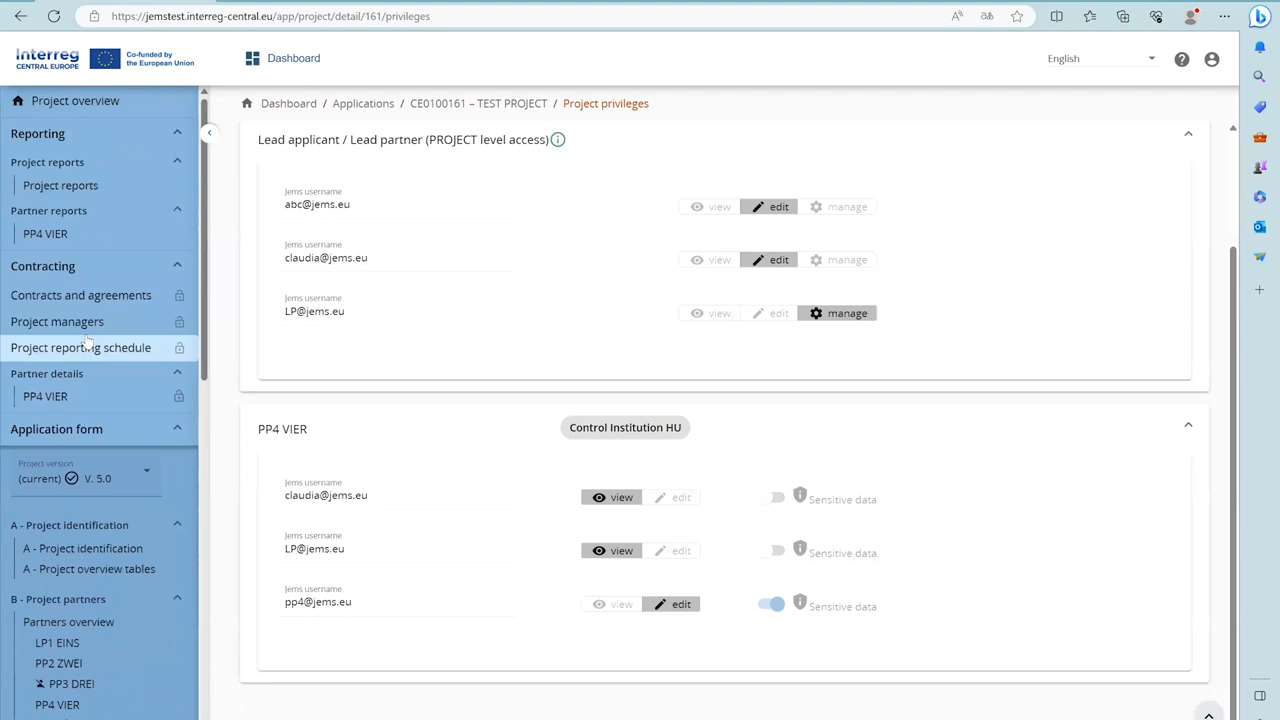 https://jemstest.interreg-central.eu/app/project/detail/161/privileges
Interreg
CENTRAL EUROPE
Co-funded by
the European Union
Dashboard
English
Project overview
Reporting
Project reports
Project reports
Partner reports
PP4 VIER
Contracting
Contracts and agreements
Project managers
Project reporting schedule
Partner details
PP4 VIER
Application form
Project version
(current) V. 5.0
A - Project identification
A - Project identification
A - Project overview tables
B - Project partners
Partners overview
LP1 EINS
PP2 ZWEI
PP3 DREI
PP4 VIER
Dashboard / Applications / CE0100161 – TEST PROJECT / Project privileges
Lead applicant / Lead partner (PROJECT level access)
Jems username
abc@jems.eu
view edit manage
Jems username
claudia@jems.eu
view edit manage
Jems username
LP@jems.eu
view edit manage
PP4 VIER
Control Institution HU
Jems username
claudia@jems.eu
view edit Sensitive data
Jems username
LP@jems.eu
view edit Sensitive data
Jems username
pp4@jems.eu
view edit Sensitive data